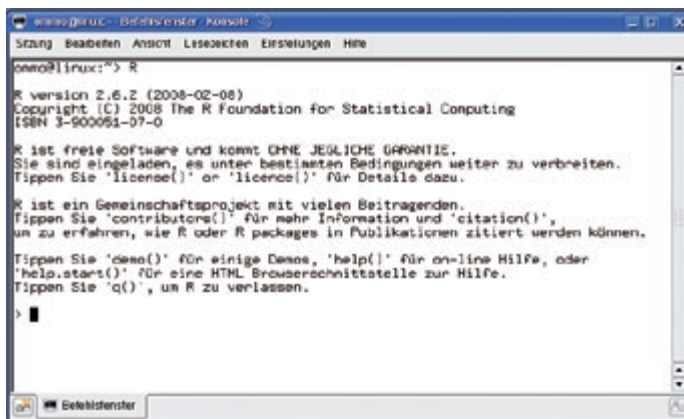 ommo@linux: - Befehlsfenster - Konsole
Sitzung Bearbeiten Ansicht Lesezeichen Einstellungen Hilfe
ommo@linux:~> R
R version 2.6.2 (2008-02-08)
Copyright (C) 2008 The R Foundation for Statistical Computing
ISBN 3-900051-07-0
R ist freie Software und kommt OHNE JEGLICHE GARANTIE.
Sie sind eingeladen, es unter bestimmten Bedingungen weiter zu verbreiten.
Tippen Sie 'license()' or 'licence()' für Details dazu.
R ist ein Gemeinschaftsprojekt mit vielen Beitragenden.
Tippen Sie 'contributors()' für mehr Information und 'citation()',
um zu erfahren, wie R oder R packages in Publikationen zitiert werden können.
Tippen Sie 'demo()' für einige Demos, 'help()' für on-line Hilfe, oder
'help.start()' für eine HTML Browserschnittstelle zur Hilfe.
Tippen Sie 'q()', um R zu verlassen.
>
Befehlsfenster